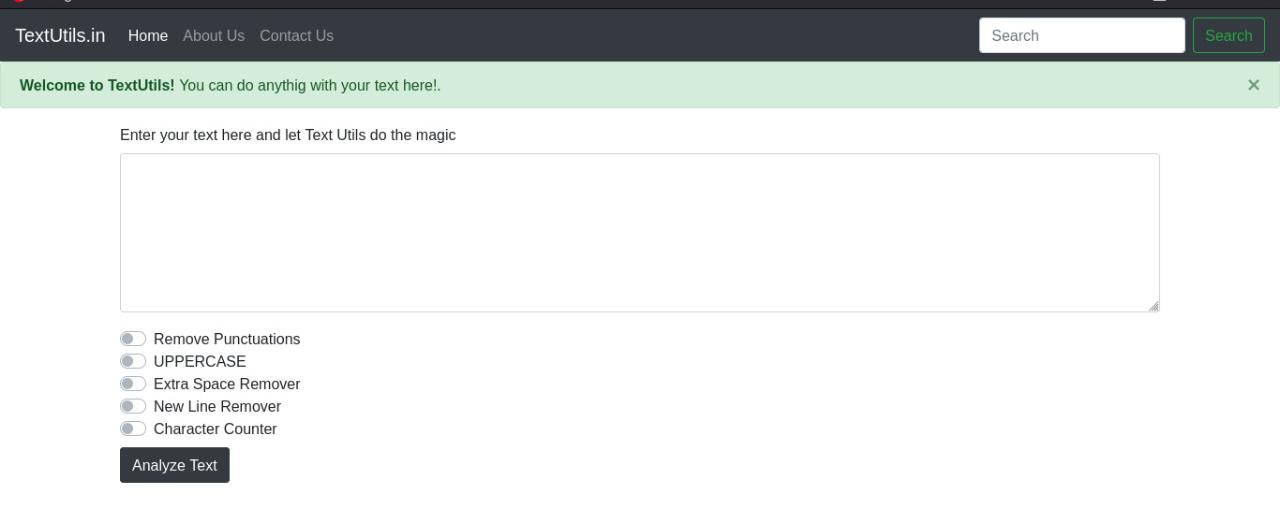 TextUtils.in Home About Us Contact Us Search Search
Welcome to TextUtils! You can do anythig with your text here!. ×
Enter your text here and let Text Utils do the magic
Remove Punctuations
UPPERCASE
Extra Space Remover
New Line Remover
Character Counter
Analyze Text